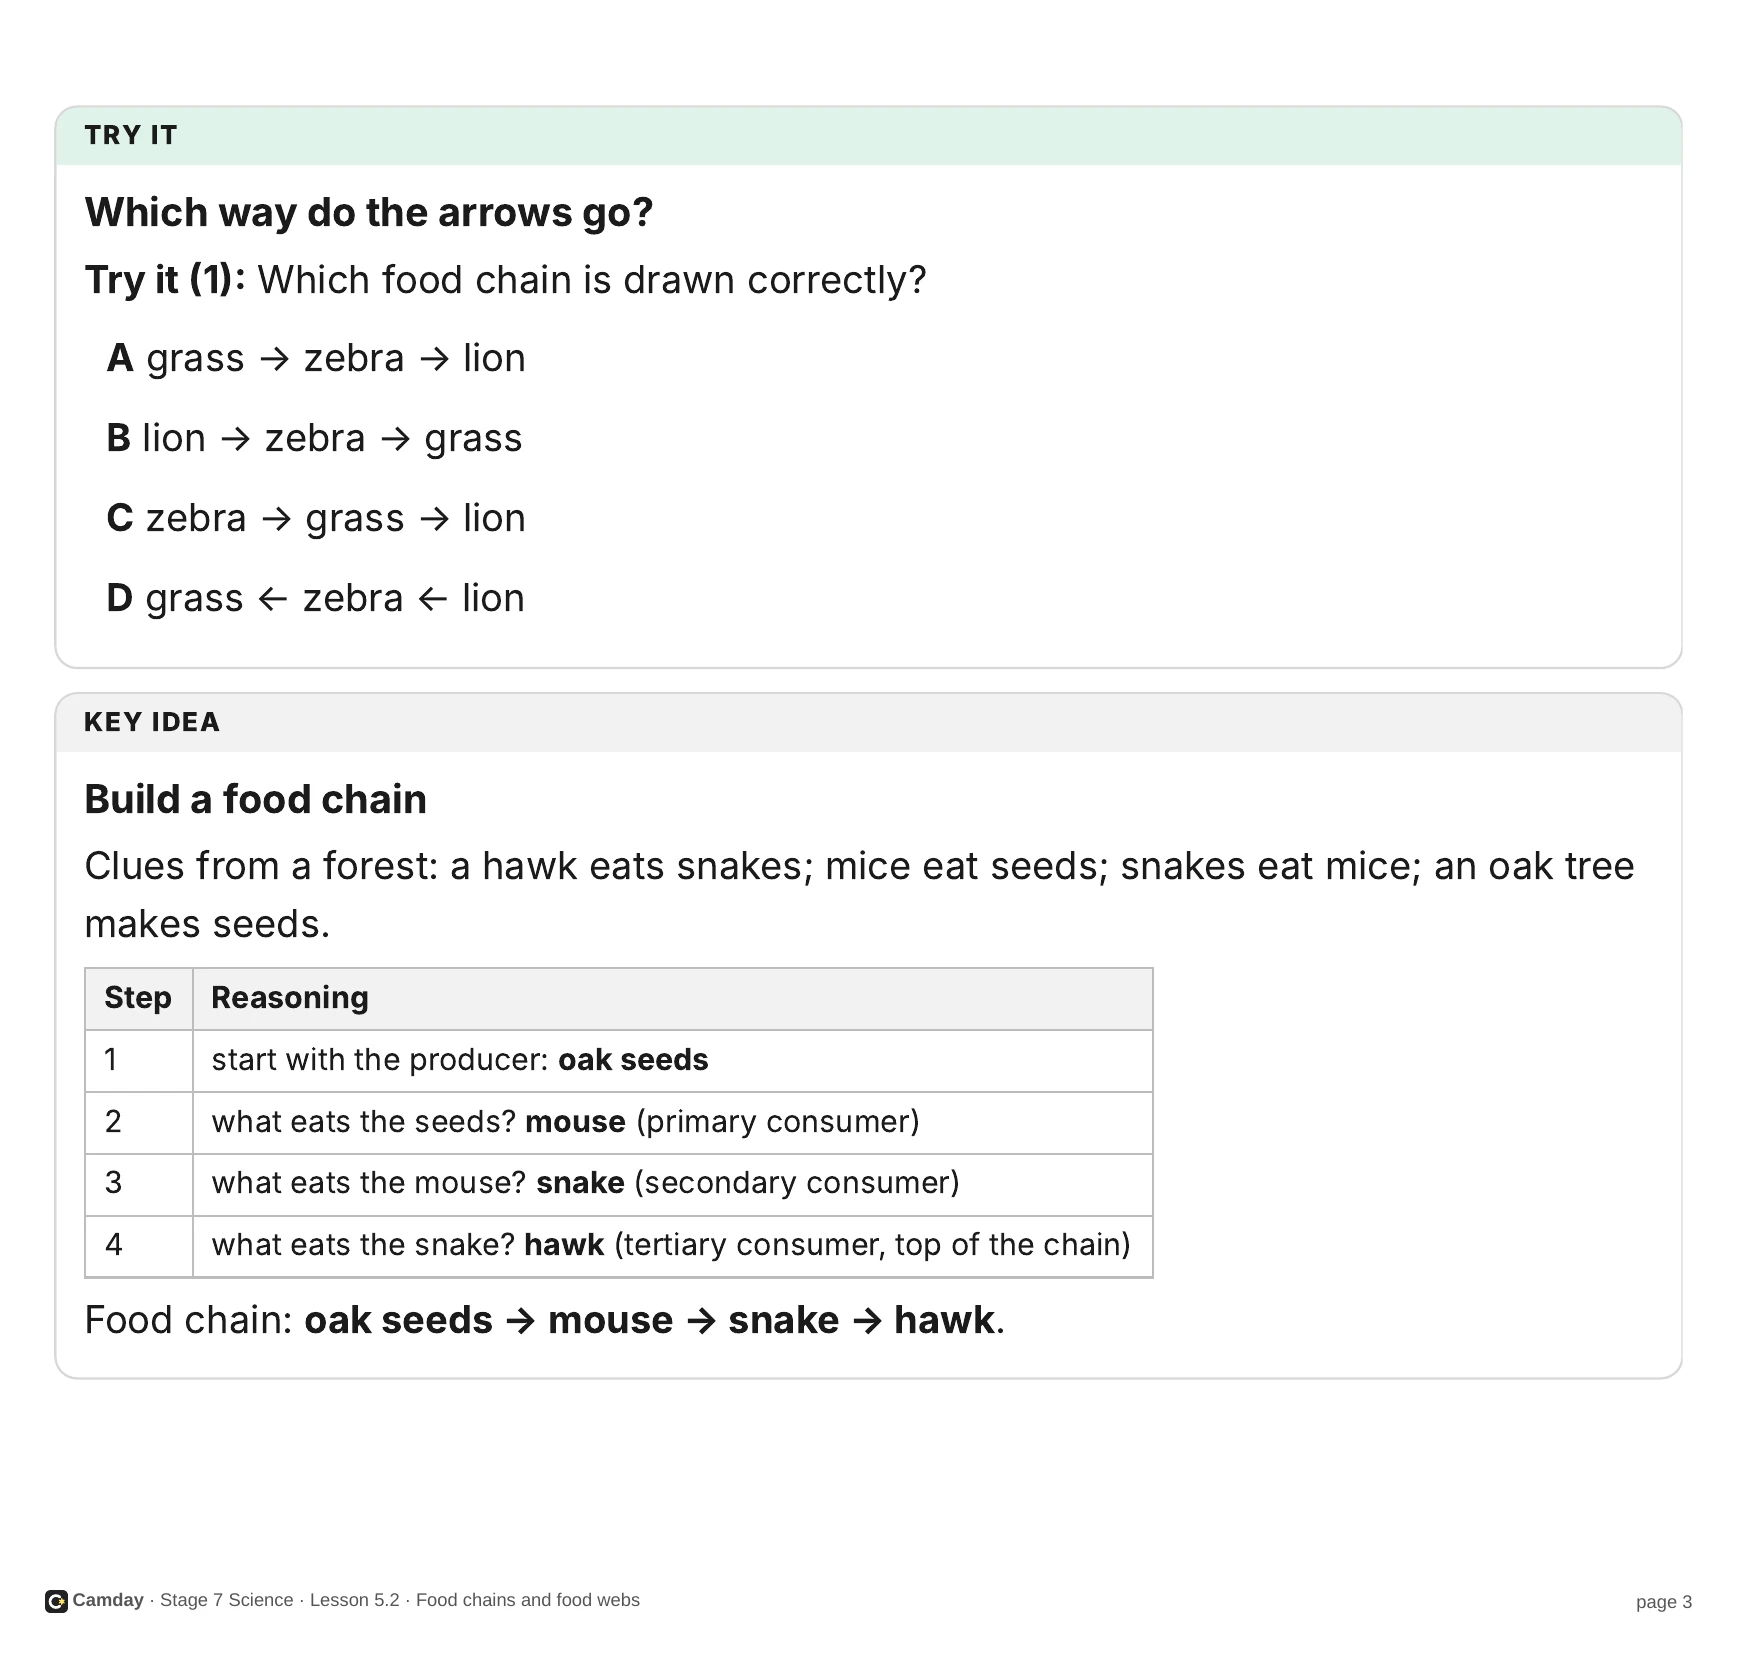 TRY IT
Which way do the arrows go?
Try it (1): Which food chain is drawn correctly?
A grass → zebra → lion
B lion → zebra → grass
C zebra → grass → lion
D grass ← zebra ← lion
KEY IDEA
Build a food chain
Clues from a forest: a hawk eats snakes; mice eat seeds; snakes eat mice; an oak tree
makes seeds.
Step Reasoning
1 start with the producer: oak seeds
2 what eats the seeds? mouse (primary consumer)
3 what eats the mouse? snake (secondary consumer)
4 what eats the snake? hawk (tertiary consumer, top of the chain)
Food chain: oak seeds → mouse → snake → hawk.
Camday · Stage 7 Science · Lesson 5.2 · Food chains and food webs
page 3